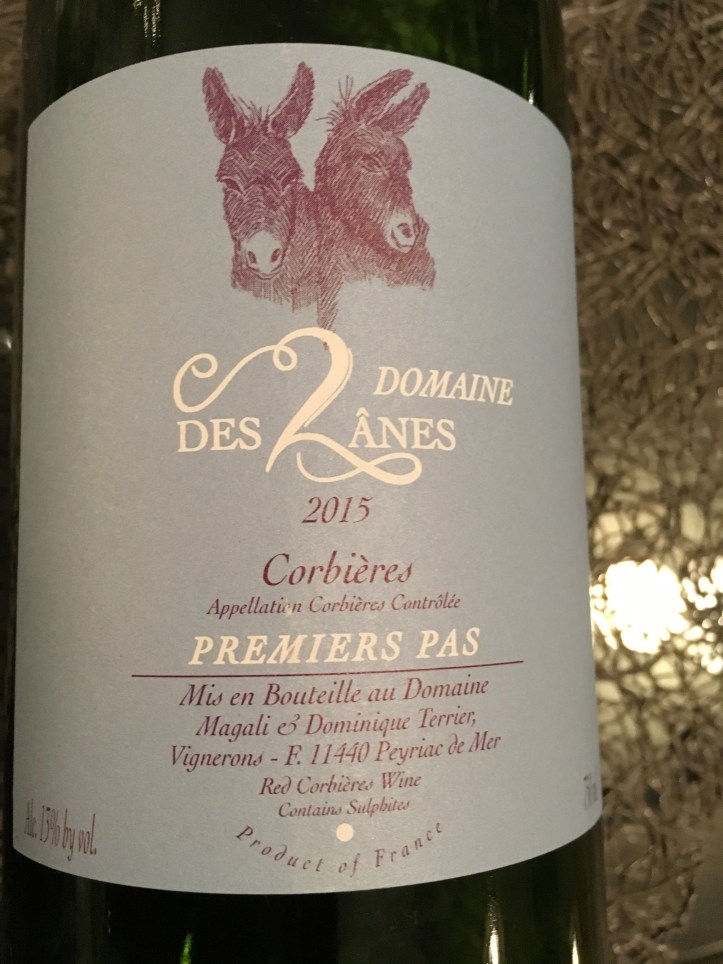 DOMAINE
DES 2 ÂNES
2015
Corbières
Appellation Corbières Contrôlée
PREMIERS PAS
Mis en Bouteille au Domaine
Magali & Dominique Terrier,
Vignerons - F. 11440 Peyriac de Mer
Red Corbières Wine
Contains Sulphites
Alc. 13% by vol.
Product of France